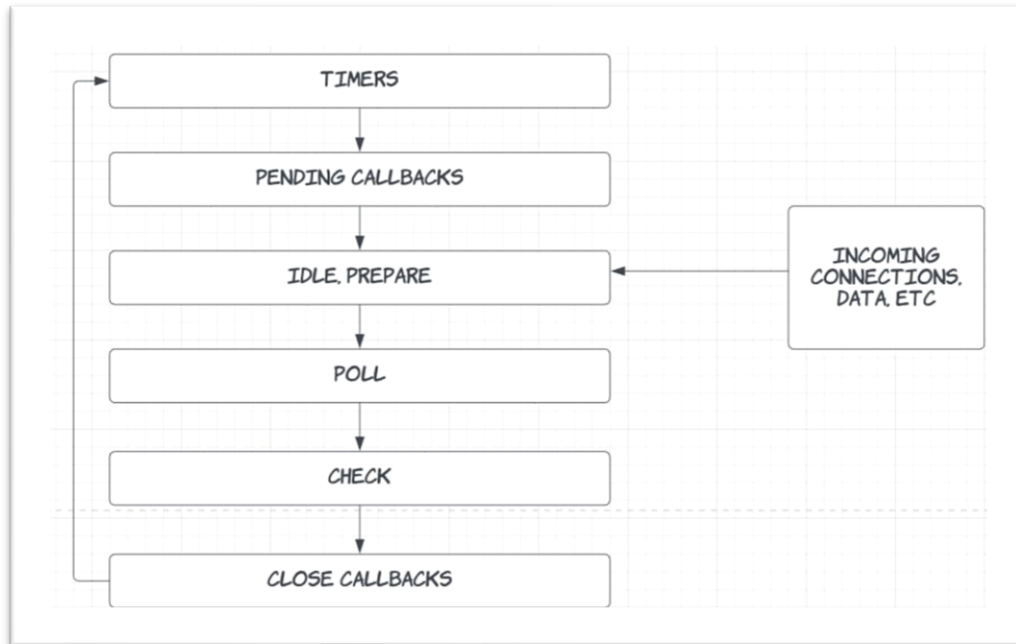 TIMERS
PENDING CALLBACKS
IDLE, PREPARE
INCOMING
CONNECTIONS,
DATA, ETC
POLL
CHECK
CLOSE CALLBACKS